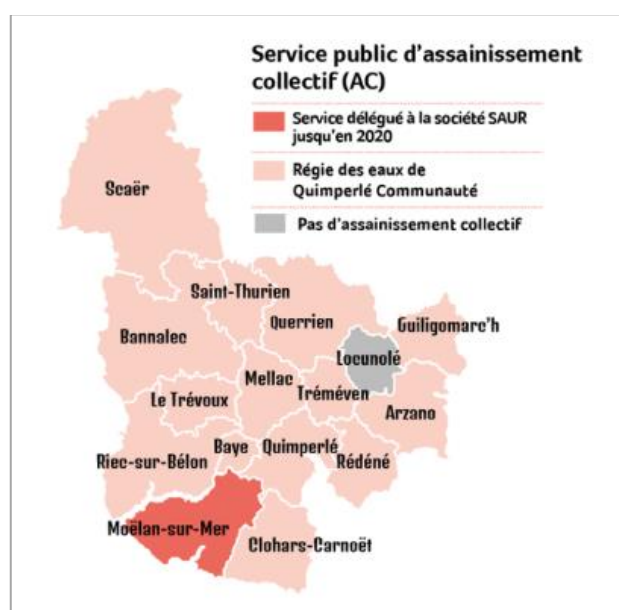 Service public d'assainissement
collectif (AC)
Service délégué à la société SAUR
jusqu'en 2020
Régie des eaux de
Quimperlé Communauté
Pas d'assainissement collectif
Scaër
Saint-Thurien
Querrien
Guiligomarc'h
Bannalec
Locunolé
Mellac
Tréméven
Le Trévoux
Arzano
Baye
Quimperlé
Rédéné
Riec-sur-Bélon
Moëlan-sur-Mer
Clohars-Carnoët